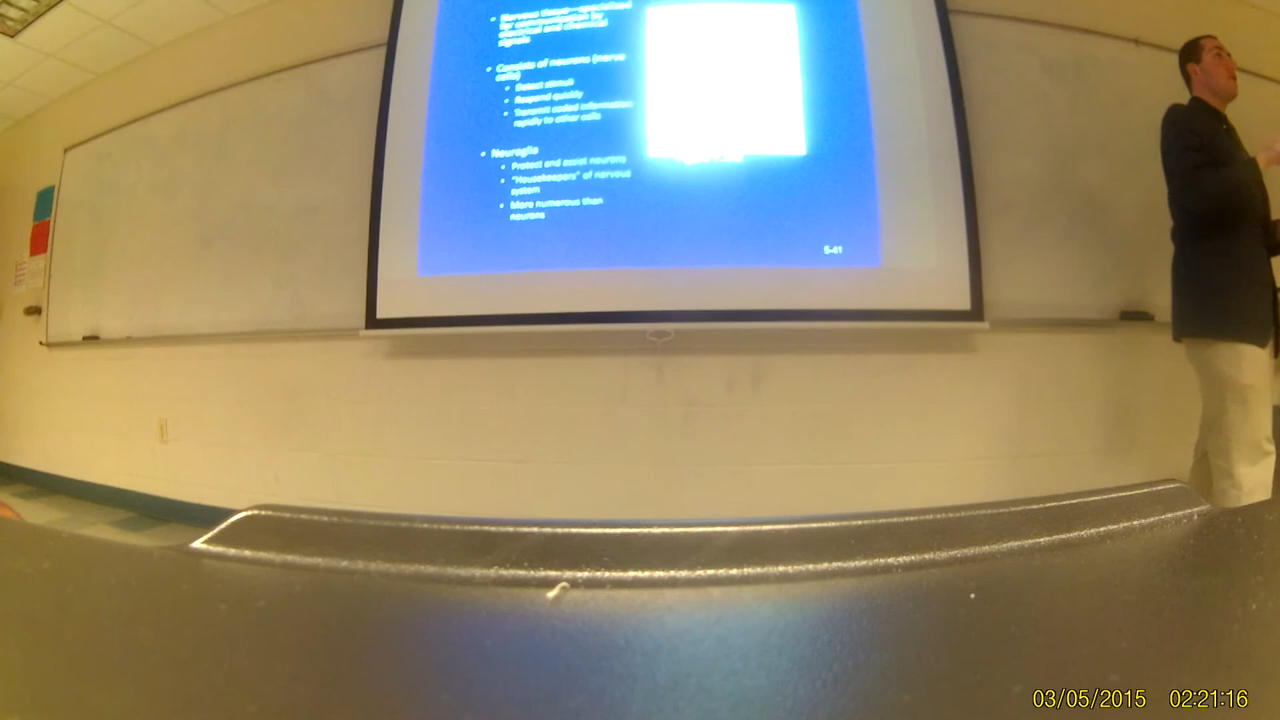 • Nervous tissue—specialized
for communication by
electrical and chemical
signals
• Consists of neurons (nerve
cells)
• Detect stimuli
• Respond quickly
• Transmit coded information
rapidly to other cells
• Neuroglia
• Protect and assist neurons
• "Housekeepers" of nervous
system
• More numerous than
neurons
5-41
03/05/2015 02:21:16